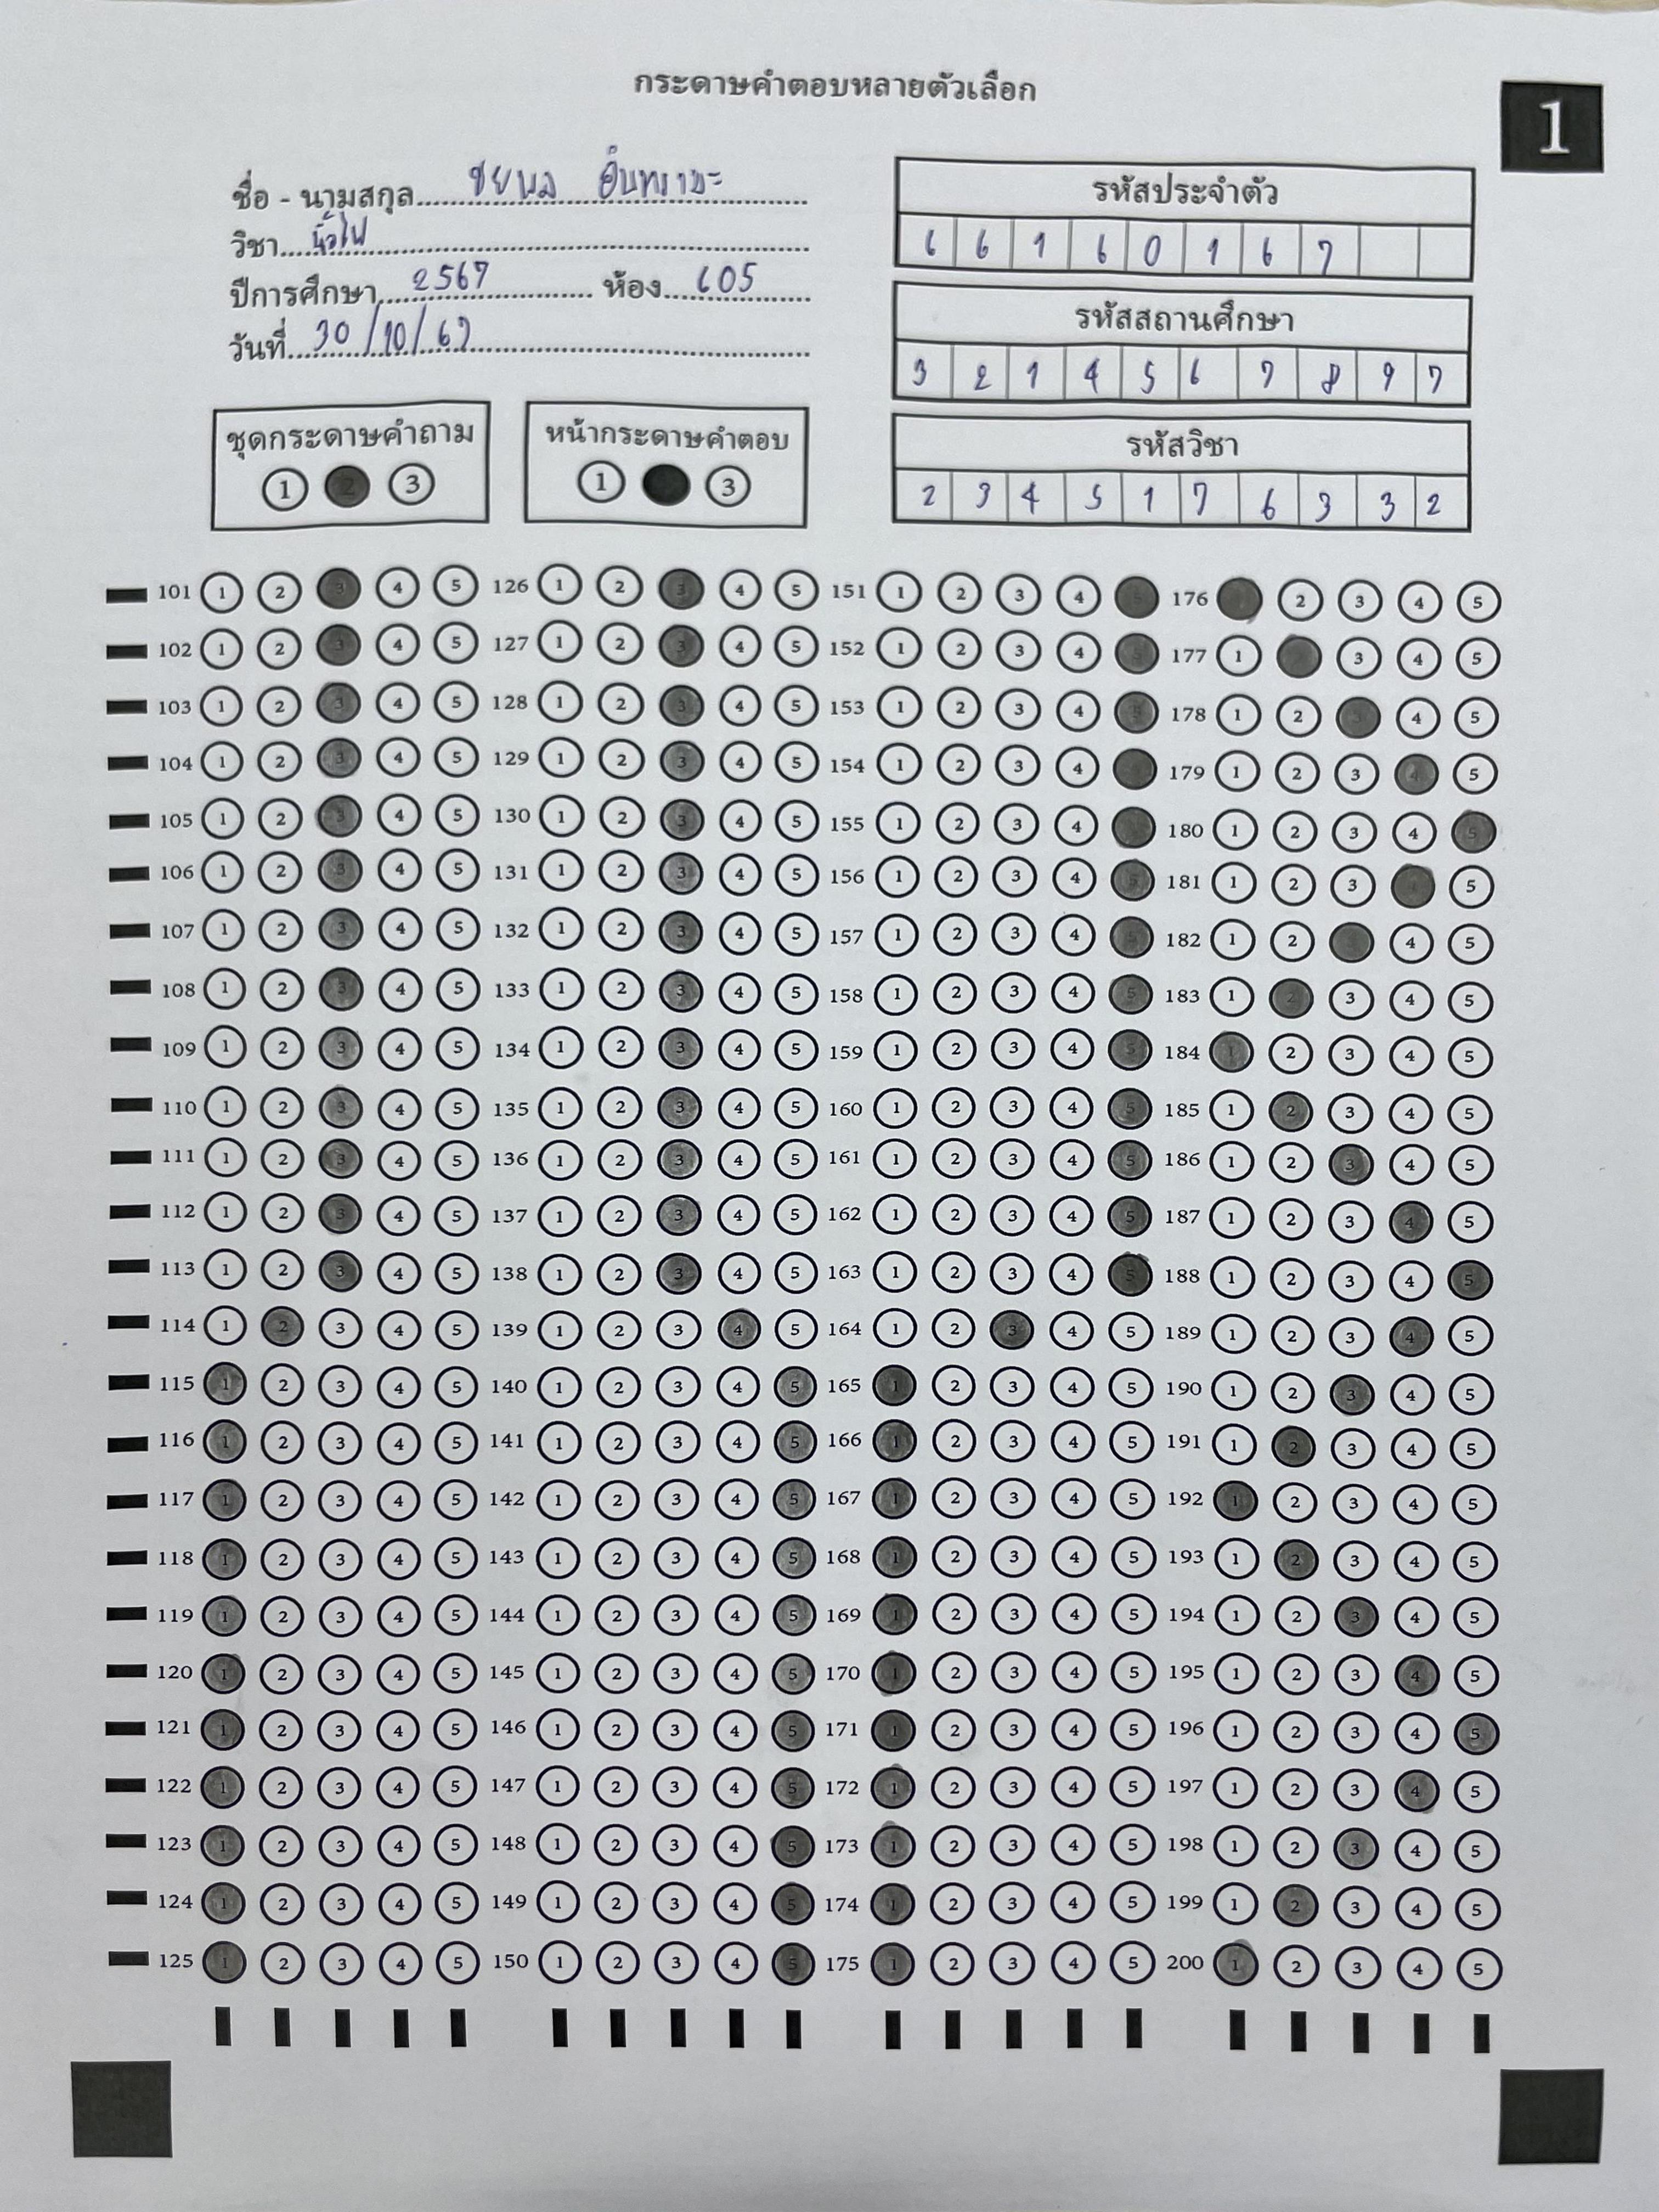 กระดาษคำตอบหลายตัวเลือก
1
ชื่อ - นามสกุล
วิชา
ปีการศึกษา 2567 ห้อง 605
วันที่ 30/10/67
รหัสประจำตัว
6 6 1 6 0 1 6 7
รหัสสถานศึกษา
3 2 1 4 5 6 7 8 9 7
รหัสวิชา
2 3 4 5 1 7 6 3 3 2
ชุดกระดาษคำถาม
1 2 3
หน้ากระดาษคำตอบ
1 3
101 1 2 3 4 5 126 1 2 3 4 5 151 1 2 3 4 176 2 3 4 5
102 1 2 3 4 5 127 1 2 3 4 5 152 1 2 3 4 5 177 1 3 4 5
103 1 2 3 4 5 128 1 2 3 4 5 153 1 2 3 4 5 178 1 2 3 4 5
104 1 2 3 4 5 129 1 2 3 4 5 154 1 2 3 4 179 1 2 3 4 5
105 1 2 3 4 5 130 1 2 3 4 5 155 1 2 3 4 180 1 2 3 4 5
106 1 2 3 4 5 131 1 2 3 4 5 156 1 2 3 4 5 181 1 2 3 4 5
107 1 2 3 4 5 132 1 2 3 4 5 157 1 2 3 4 5 182 1 2 3 4 5
108 1 2 3 4 5 133 1 2 3 4 5 158 1 2 3 4 5 183 1 2 3 4 5
109 1 2 3 4 5 134 1 2 3 4 5 159 1 2 3 4 5 184 1 2 3 4 5
110 1 2 3 4 5 135 1 2 3 4 5 160 1 2 3 4 5 185 1 2 3 4 5
111 1 2 3 4 5 136 1 2 3 4 5 161 1 2 3 4 5 186 1 2 3 4 5
112 1 2 3 4 5 137 1 2 3 4 5 162 1 2 3 4 5 187 1 2 3 4 5
113 1 2 3 4 5 138 1 2 3 4 5 163 1 2 3 4 5 188 1 2 3 4 5
114 1 2 3 4 5 139 1 2 3 4 5 164 1 2 3 4 5 189 1 2 3 4 5
115 1 2 3 4 5 140 1 2 3 4 5 165 1 2 3 4 5 190 1 2 3 4 5
116 1 2 3 4 5 141 1 2 3 4 5 166 1 2 3 4 5 191 1 2 3 4 5
117 1 2 3 4 5 142 1 2 3 4 5 167 1 2 3 4 5 192 1 2 3 4 5
118 1 2 3 4 5 143 1 2 3 4 5 168 1 2 3 4 5 193 1 2 3 4 5
119 1 2 3 4 5 144 1 2 3 4 5 169 1 2 3 4 5 194 1 2 3 4 5
120 1 2 3 4 5 145 1 2 3 4 5 170 1 2 3 4 5 195 1 2 3 4 5
121 1 2 3 4 5 146 1 2 3 4 5 171 1 2 3 4 5 196 1 2 3 4 5
122 1 2 3 4 5 147 1 2 3 4 5 172 1 2 3 4 5 197 1 2 3 4 5
123 1 2 3 4 5 148 1 2 3 4 5 173 1 2 3 4 5 198 1 2 3 4 5
124 1 2 3 4 5 149 1 2 3 4 5 174 1 2 3 4 5 199 1 2 3 4 5
125 1 2 3 4 5 150 1 2 3 4 5 175 1 2 3 4 5 200 1 2 3 4 5